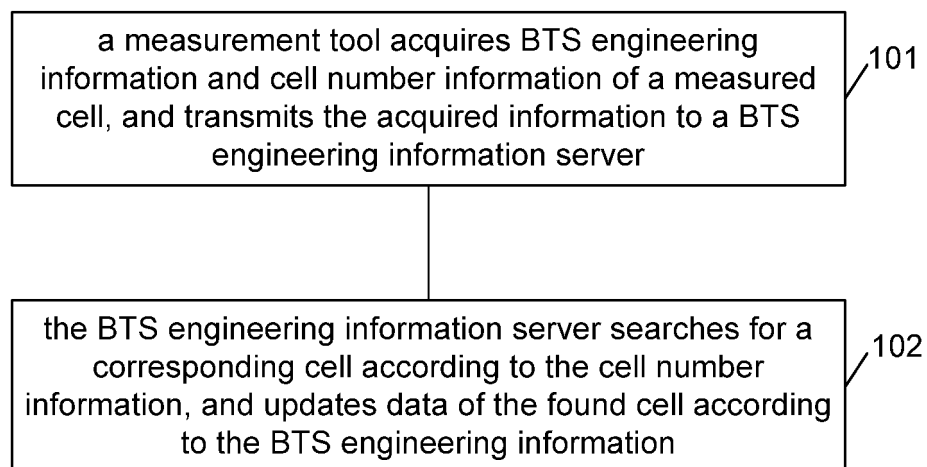 a measurement tool acquires BTS engineering
information and cell number information of a measured
cell, and transmits the acquired information to a BTS
engineering information server
101
the BTS engineering information server searches for a
corresponding cell according to the cell number
information, and updates data of the found cell according
to the BTS engineering information
102